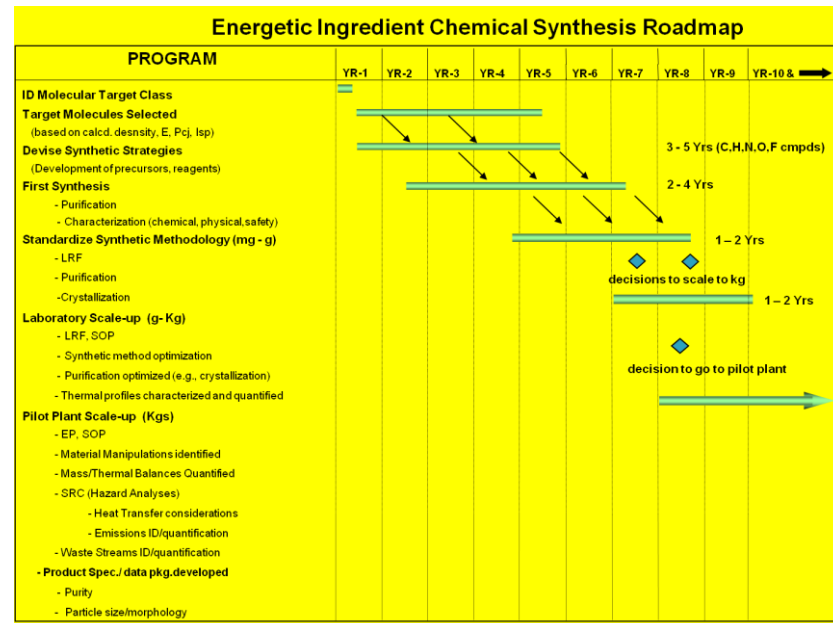 Energetic Ingredient Chemical Synthesis Roadmap
PROGRAM
YR-1 YR-2 YR-3 YR-4 YR-5 YR-6 YR-7 YR-8 YR-9 YR-10 &
ID Molecular Target Class
Target Molecules Selected
(based on calcd. desnsity, E, Pcj, Isp)
Devise Synthetic Strategies
3 - 5 Yrs (C,H,N,O,F cmpds)
(Development of precursors, reagents)
First Synthesis
2 - 4 Yrs
- Purification
- Characterization (chemical, physical,safety)
Standardize Synthetic Methodology (mg - g)
1 – 2 Yrs
- LRF
- Purification
decisions to scale to kg
-Crystallization
1 – 2 Yrs
Laboratory Scale-up (g- Kg)
- LRF, SOP
- Synthetic method optimization
- Purification optimized (e.g., crystallization)
decision to go to pilot plant
- Thermal profiles characterized and quantified
Pilot Plant Scale-up (Kgs)
- EP, SOP
- Material Manipulations identified
- Mass/Thermal Balances Quantified
- SRC (Hazard Analyses)
- Heat Transfer considerations
- Emissions ID/quantification
- Waste Streams ID/quantification
- Product Spec./ data pkg.developed
- Purity
- Particle size/morphology